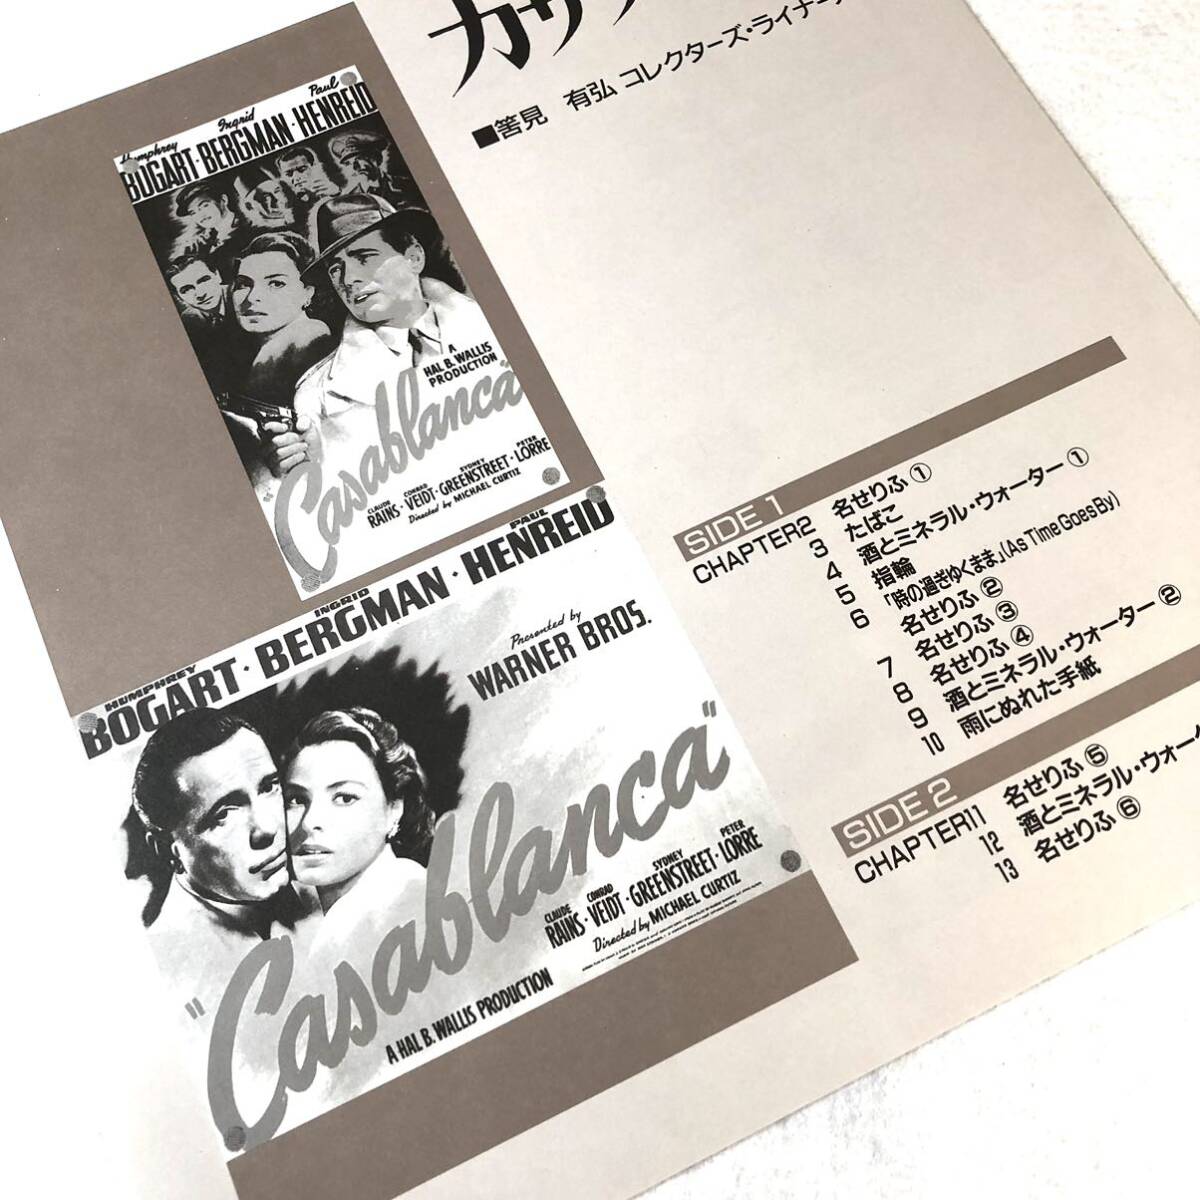 カサ
■筈見 有弘 コレクターズ・ライナー
Humphrey
BOGART・
Ingrid
BERGMAN・
Paul
HENREID
A
HAL B. WALLIS
PRODUCTION
"Casablanca"
CLAUDE
RAINS・
CONRAD
VEIDT・
SYDNEY
GREENSTREET・
PETER
LORRE
Directed by MICHAEL CURTIZ
HUMPHREY
BOGART・
INGRID
BERGMAN・
PAUL
HENREID
Presented by
WARNER BROS.
"Casablanca"
CLAUDE
RAINS・
CONRAD
VEIDT・
SYDNEY
GREENSTREET・
PETER
LORRE
Directed by MICHAEL CURTIZ
A HAL B. WALLIS PRODUCTION
SIDE 1
CHAPTER2 名せりふ①
3 たばこ
4 酒とミネラル・ウォーター①
5 指輪
6 「時の過ぎゆくまま」(As Time Goes By)
名せりふ②
7 名せりふ③
8 名せりふ④
9 酒とミネラル・ウォーター②
10 雨にぬれた手紙
SIDE 2
CHAPTER11 名せりふ⑤
12 酒とミネラル・ウォー
13 名せりふ⑥